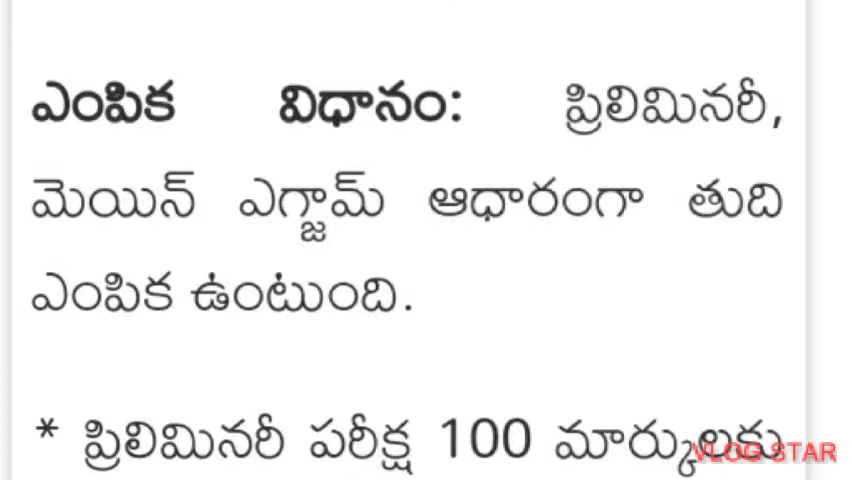 ఎంపిక విధానం: ప్రిలిమినరీ,
మెయిన్ ఎగ్జామ్ ఆధారంగా తుది
ఎంపిక ఉంటుంది.
* ప్రిలిమినరీ పరీక్ష 100 మార్కులకు
VLOG STAR